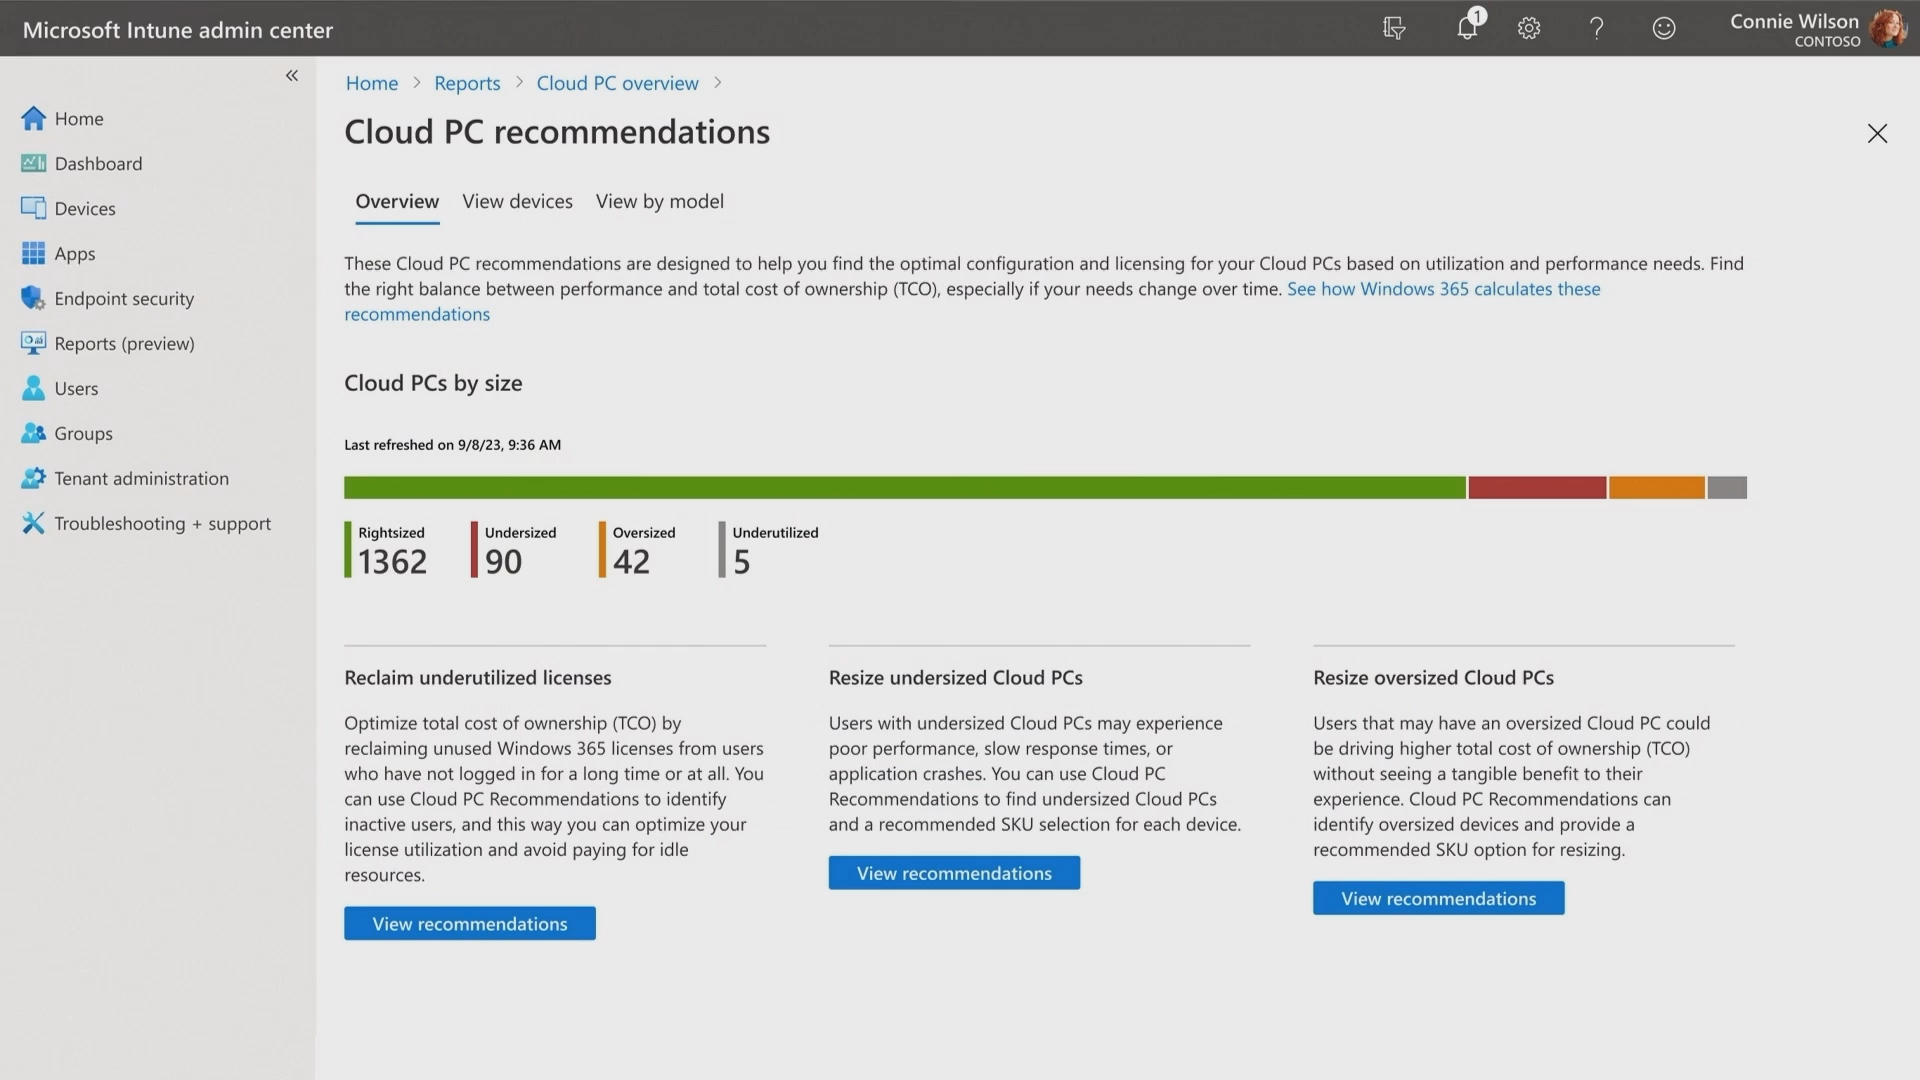 Microsoft Intune admin center
1
Connie Wilson
CONTOSO
Home
Dashboard
Devices
Apps
Endpoint security
Reports (preview)
Users
Groups
Tenant administration
Troubleshooting + support
Home > Reports > Cloud PC overview >
Cloud PC recommendations
Overview View devices View by model
These Cloud PC recommendations are designed to help you find the optimal configuration and licensing for your Cloud PCs based on utilization and performance needs. Find
the right balance between performance and total cost of ownership (TCO), especially if your needs change over time. See how Windows 365 calculates these
recommendations
Cloud PCs by size
Last refreshed on 9/8/23, 9:36 AM
Rightsized
1362
Undersized
90
Oversized
42
Underutilized
5
Reclaim underutilized licenses
Optimize total cost of ownership (TCO) by
reclaiming unused Windows 365 licenses from users
who have not logged in for a long time or at all. You
can use Cloud PC Recommendations to identify
inactive users, and this way you can optimize your
license utilization and avoid paying for idle
resources.
View recommendations
Resize undersized Cloud PCs
Users with undersized Cloud PCs may experience
poor performance, slow response times, or
application crashes. You can use Cloud PC
Recommendations to find undersized Cloud PCs
and a recommended SKU selection for each device.
View recommendations
Resize oversized Cloud PCs
Users that may have an oversized Cloud PC could
be driving higher total cost of ownership (TCO)
without seeing a tangible benefit to their
experience. Cloud PC Recommendations can
identify oversized devices and provide a
recommended SKU option for resizing.
View recommendations